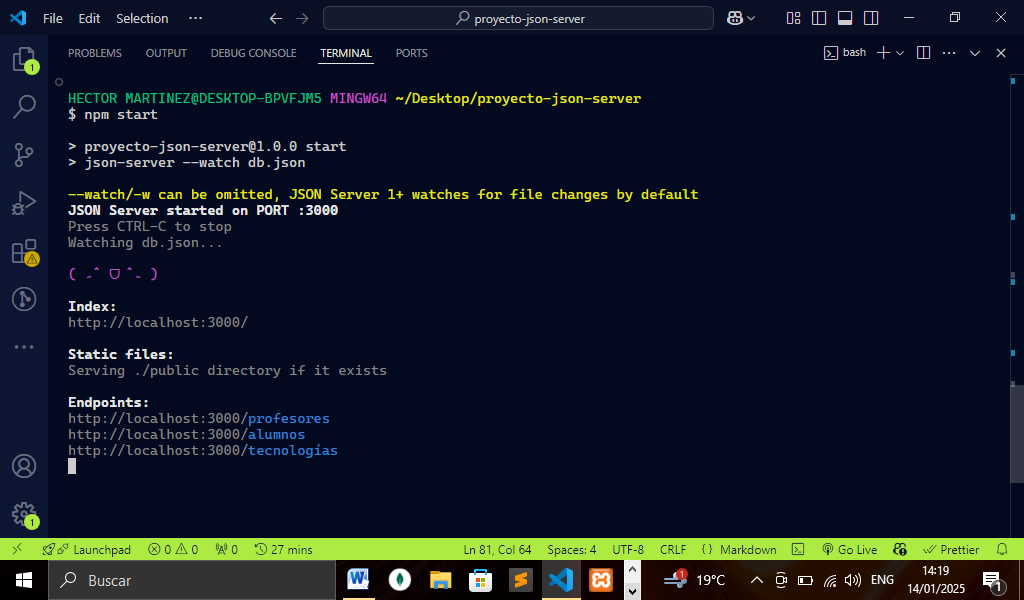 File Edit Selection ··· proyecto-json-server
PROBLEMS OUTPUT DEBUG CONSOLE TERMINAL PORTS bash
1
HECTOR MARTINEZ@DESKTOP-BPVFJM5 MINGW64 ~/Desktop/proyecto-json-server
$ npm start
> proyecto-json-server@1.0.0 start
> json-server --watch db.json
--watch/-w can be omitted, JSON Server 1+ watches for file changes by default
JSON Server started on PORT :3000
Press CTRL-C to stop
Watching db.json...
( ˶ˆ ᗜ ˆ˵ )
Index:
http://localhost:3000/
Static files:
Serving ./public directory if it exists
Endpoints:
http://localhost:3000/profesores
http://localhost:3000/alumnos
http://localhost:3000/tecnologías
1
Launchpad 0 0 0 27 mins Ln 81, Col 64 Spaces: 4 UTF-8 CRLF {} Markdown Go Live Prettier
Buscar 1 19°C ENG 14:19 1
14/01/2025